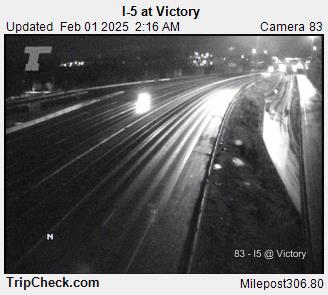 I-5 at Victory
Updated Feb 01 2025 2:16 AM Camera 83
T
N
83 - I5 @ Victory
TripCheck.com Milepost306.80